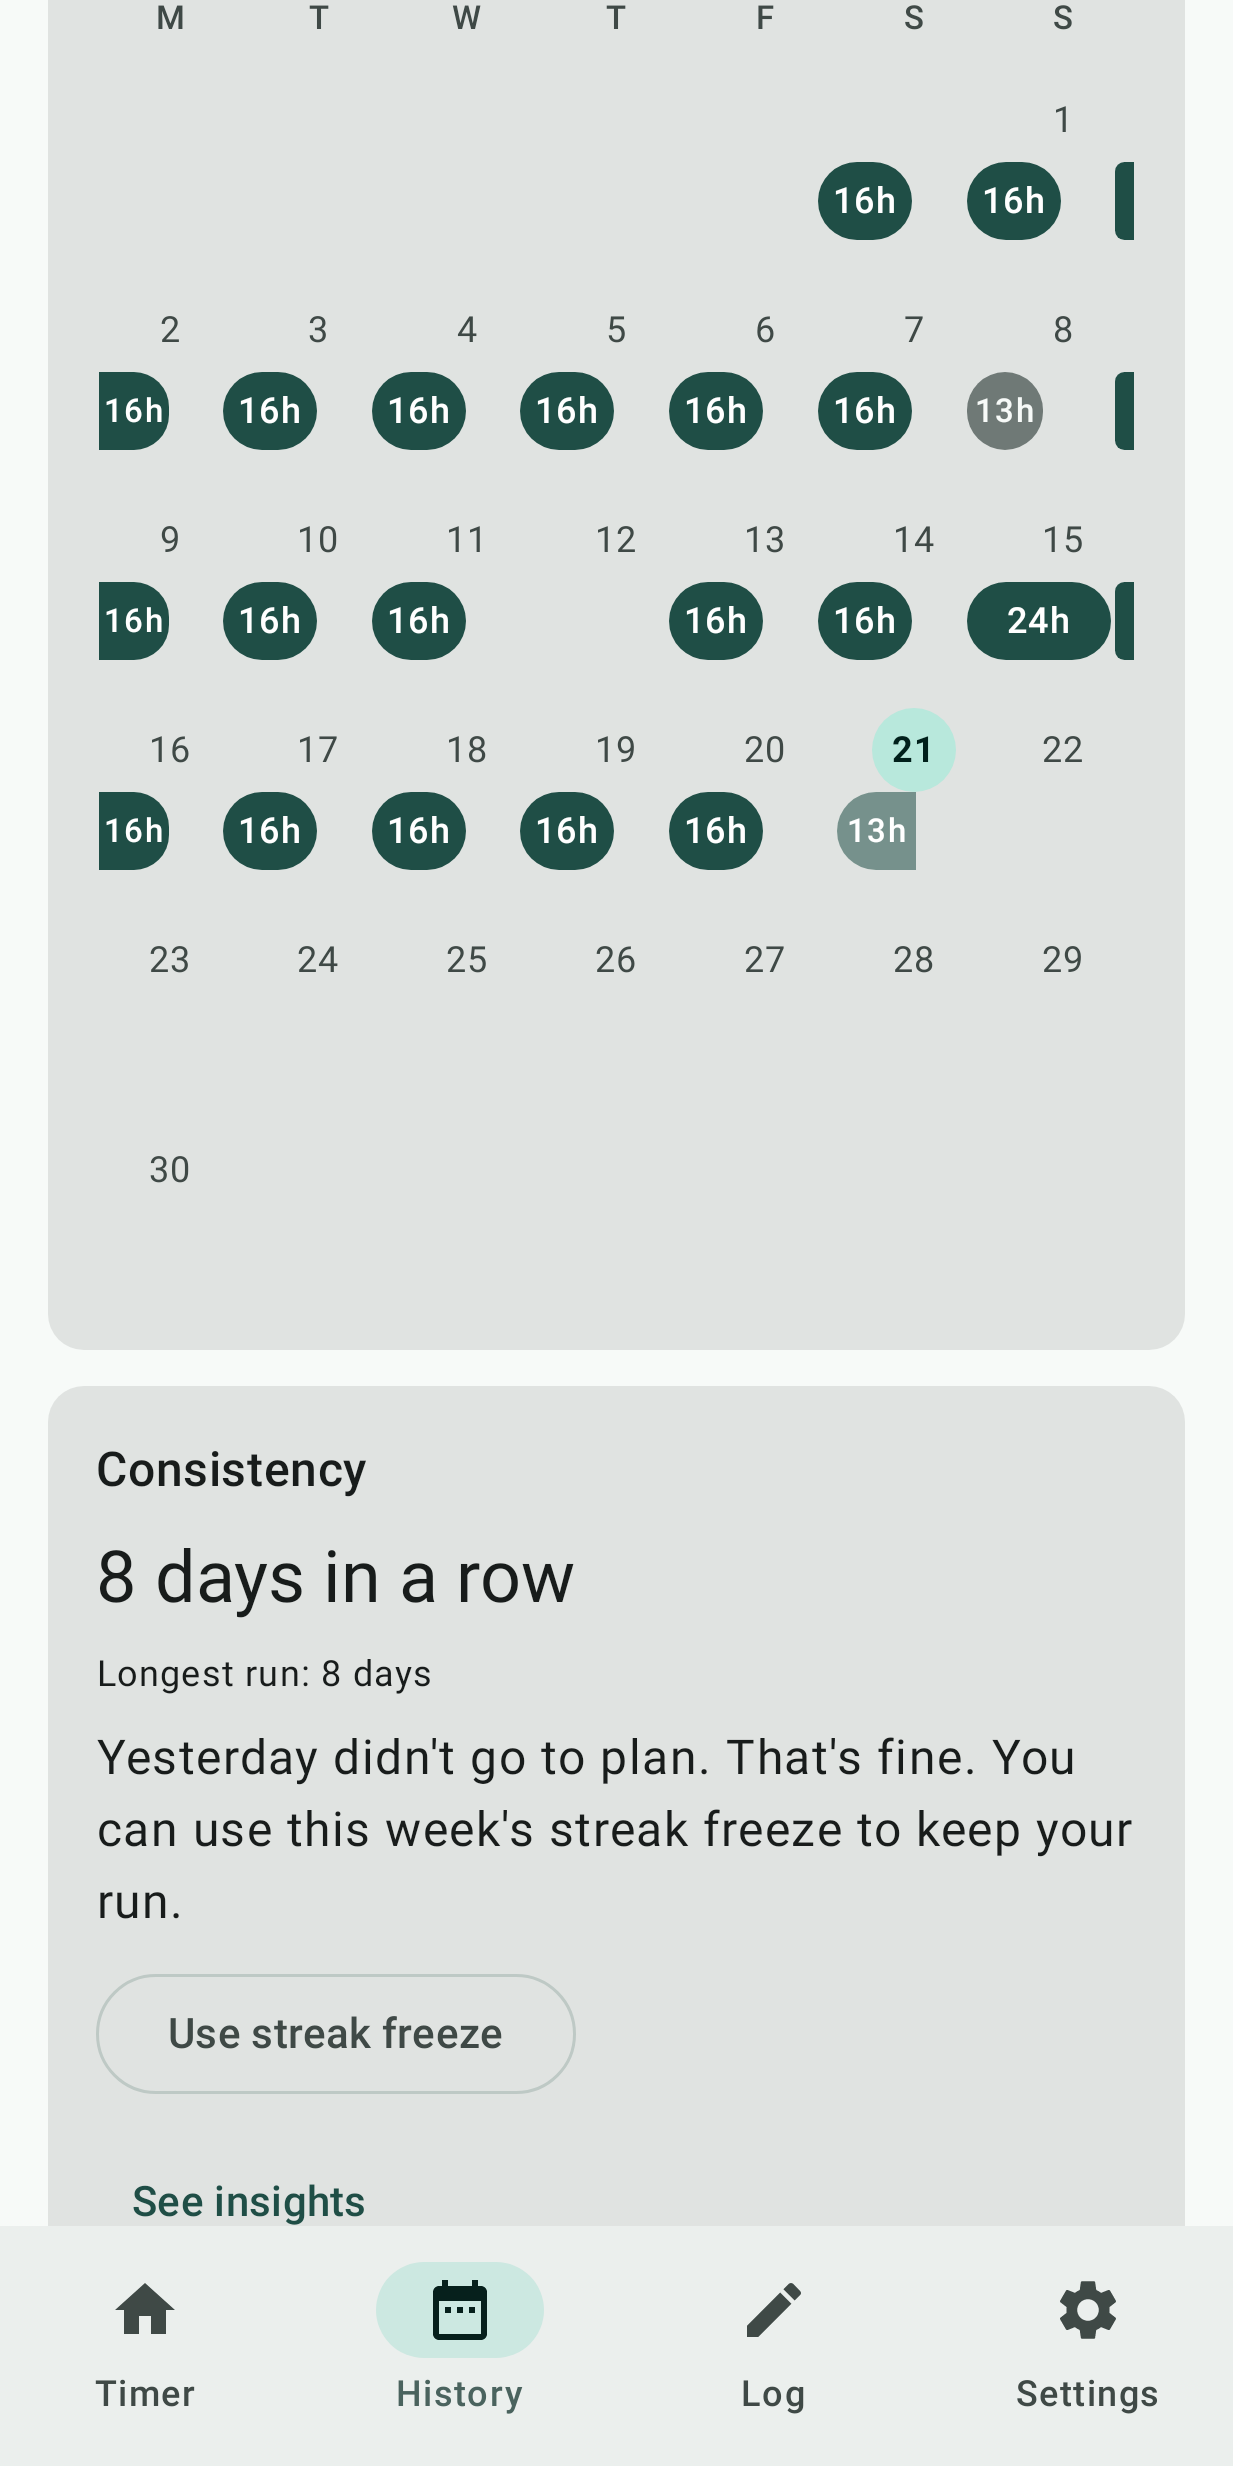 M T W T F S S
1
16h 16h
2 3 4 5 6 7 8
16h 16h 16h 16h 16h 16h 13h
9 10 11 12 13 14 15
16h 16h 16h 16h 16h 24h
16 17 18 19 20 21 22
16h 16h 16h 16h 16h 13h
23 24 25 26 27 28 29
30
Consistency
8 days in a row
Longest run: 8 days
Yesterday didn't go to plan. That's fine. You
can use this week's streak freeze to keep your
run.
Use streak freeze
See insights
Timer History Log Settings